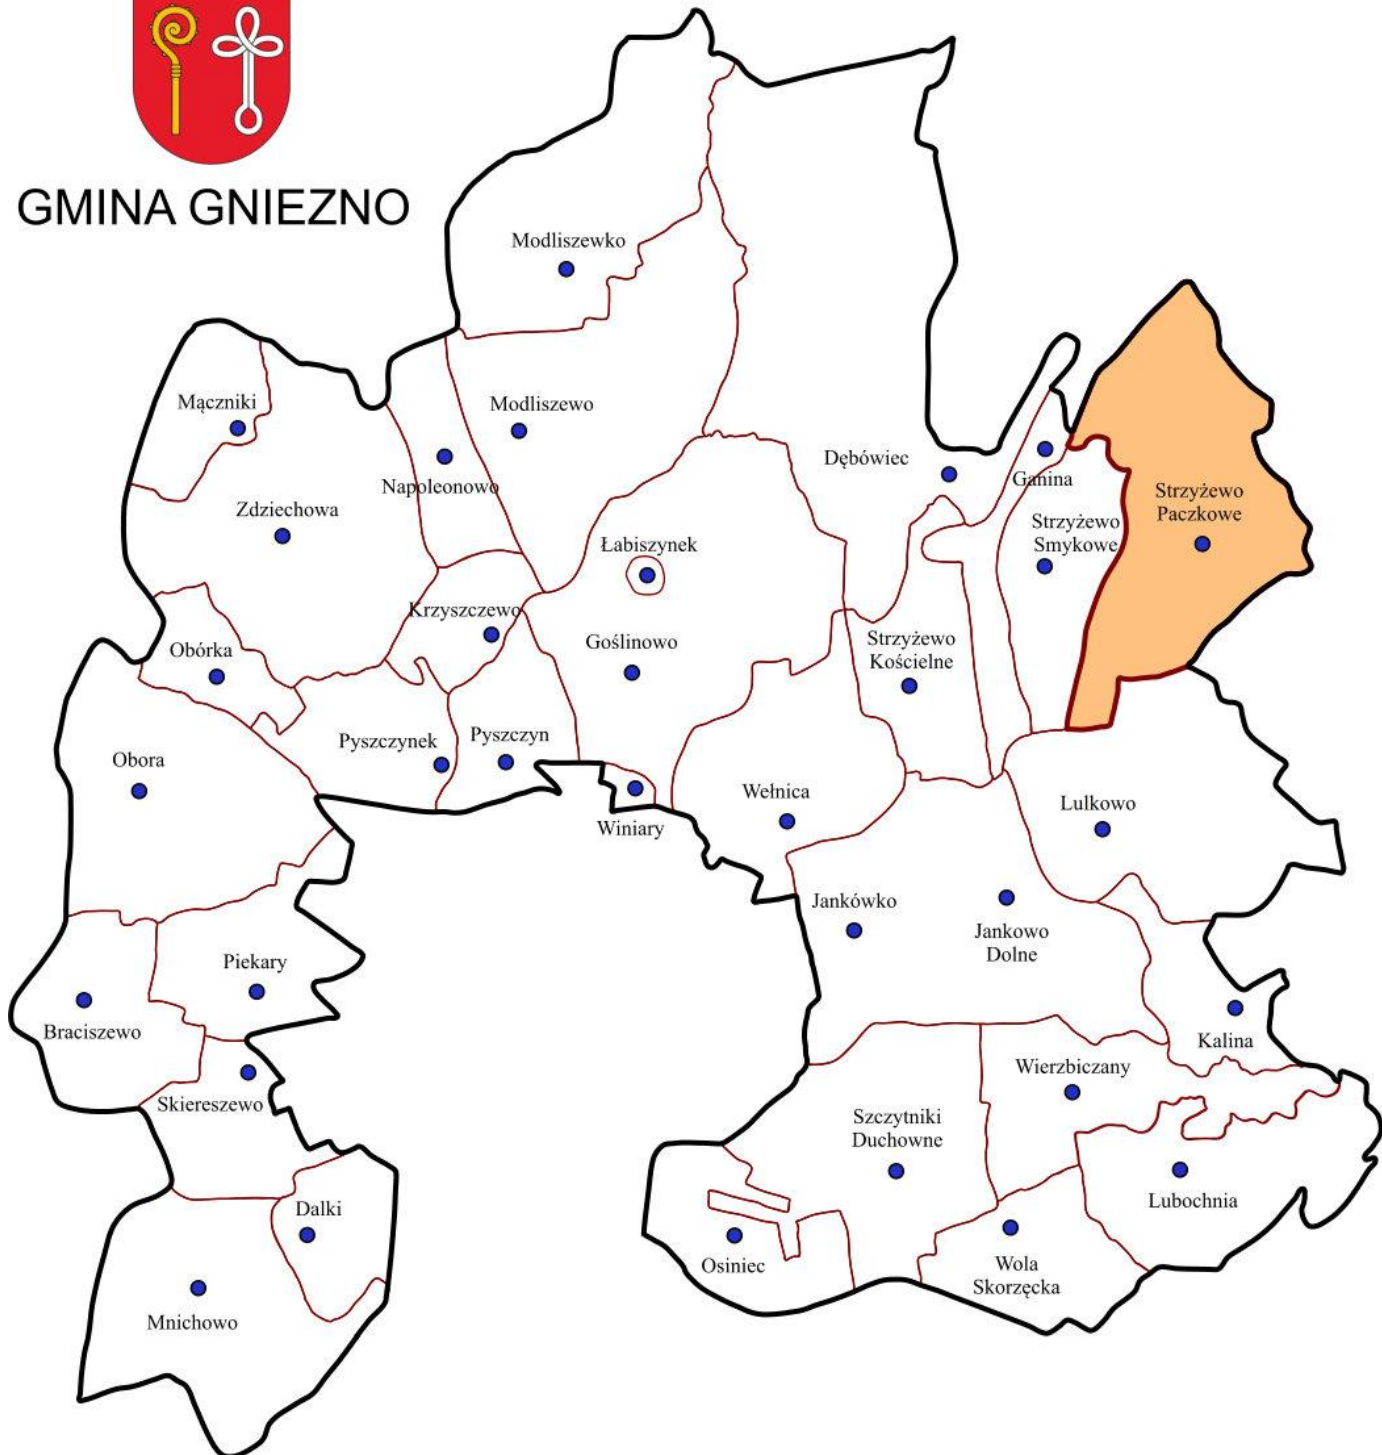 GMINA GNIEZNO
Modliszewko
Mączniki
Modliszewo
Napoleonowo
Dębówiec
Ganina
Zdziechowa
Strzyżewo
Paczkowe
Strzyżewo
Smykowe
Łabiszynek
Krzyszczewo
Obórka
Goślinowo
Strzyżewo
Kościelne
Pyszczynek
Pyszczyn
Obora
Wełnica
Winiary
Lulkowo
Jankówko
Jankowo
Dolne
Piekary
Braciszewo
Kalina
Skiereszewo
Wierzbiczany
Szczytniki
Duchowne
Dalki
Lubochnia
Osiniec
Wola
Skorzęcka
Mnichowo